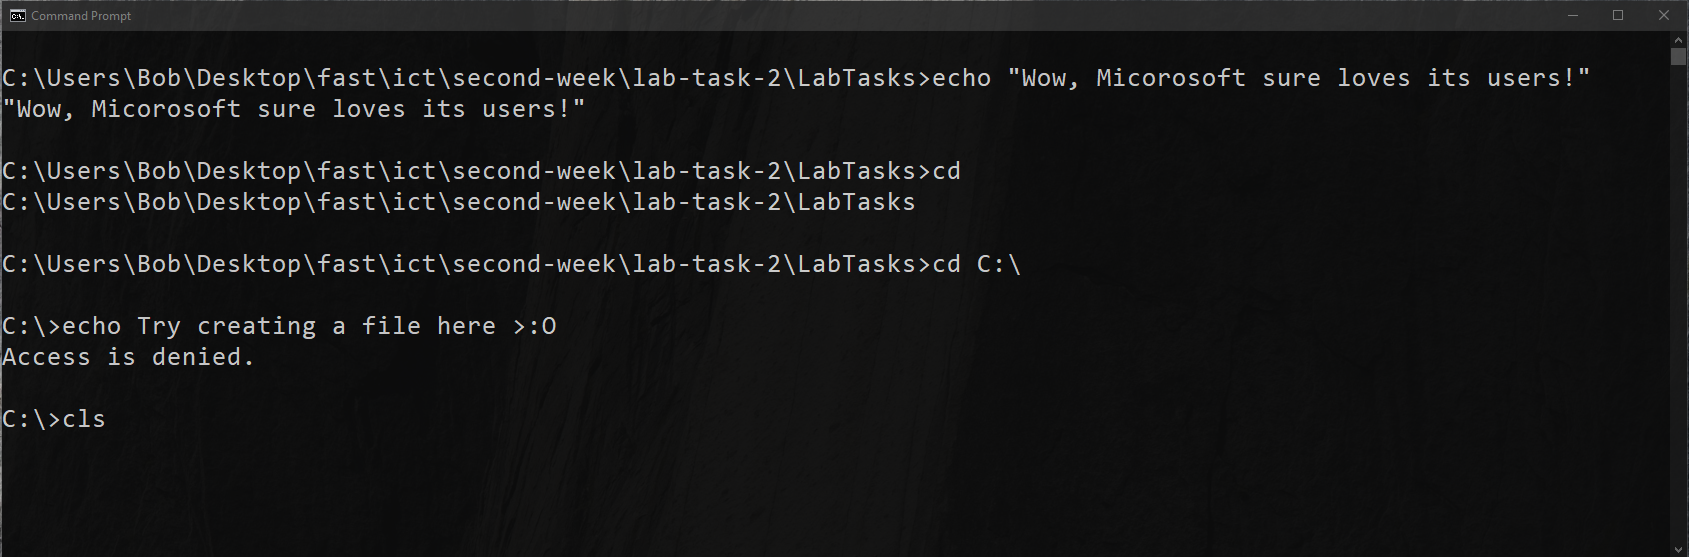 Command Prompt
C:\Users\Bob\Desktop\fast\ict\second-week\lab-task-2\LabTasks>echo "Wow, Micorosoft sure loves its users!"
"Wow, Micorosoft sure loves its users!"
C:\Users\Bob\Desktop\fast\ict\second-week\lab-task-2\LabTasks>cd
C:\Users\Bob\Desktop\fast\ict\second-week\lab-task-2\LabTasks
C:\Users\Bob\Desktop\fast\ict\second-week\lab-task-2\LabTasks>cd C:\
C:\>echo Try creating a file here >:O
Access is denied.
C:\>cls